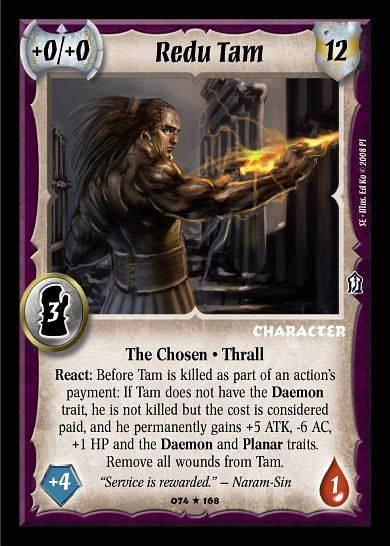 +0/+0
Redu Tam
12
SE • Illus. Ed Ko © 2008 PI
3
CHARACTER
The Chosen • Thrall
React: Before Tam is killed as part of an action's
payment: If Tam does not have the Daemon
trait, he is not killed but the cost is considered
paid, and he permanently gains +5 ATK, -6 AC,
+1 HP and the Daemon and Planar traits.
Remove all wounds from Tam.
"Service is rewarded." – Naram-Sin
+4
1
074 ★ 168